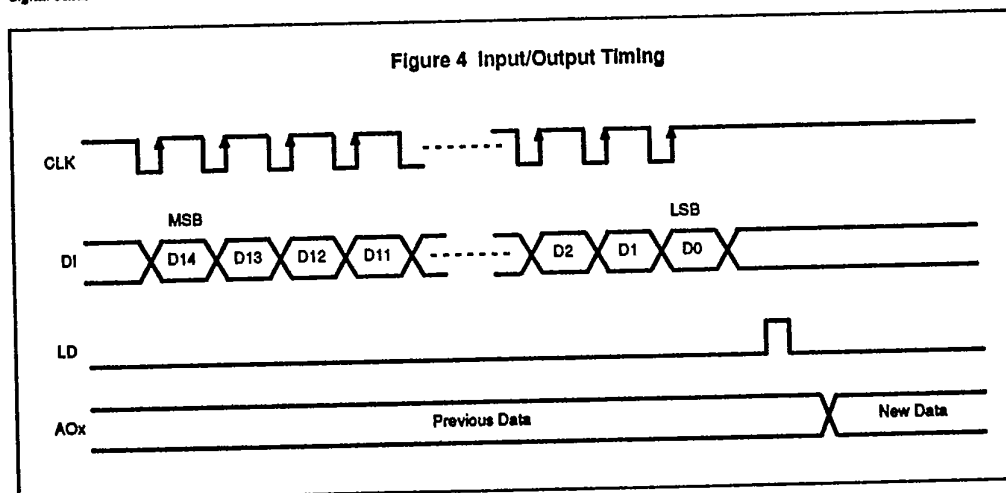 Figure 4 Input/Output Timing
CLK
MSB
LSB
DI
D14
D13
D12
D11
D2
D1
D0
LD
AOx
Previous Data
New Data